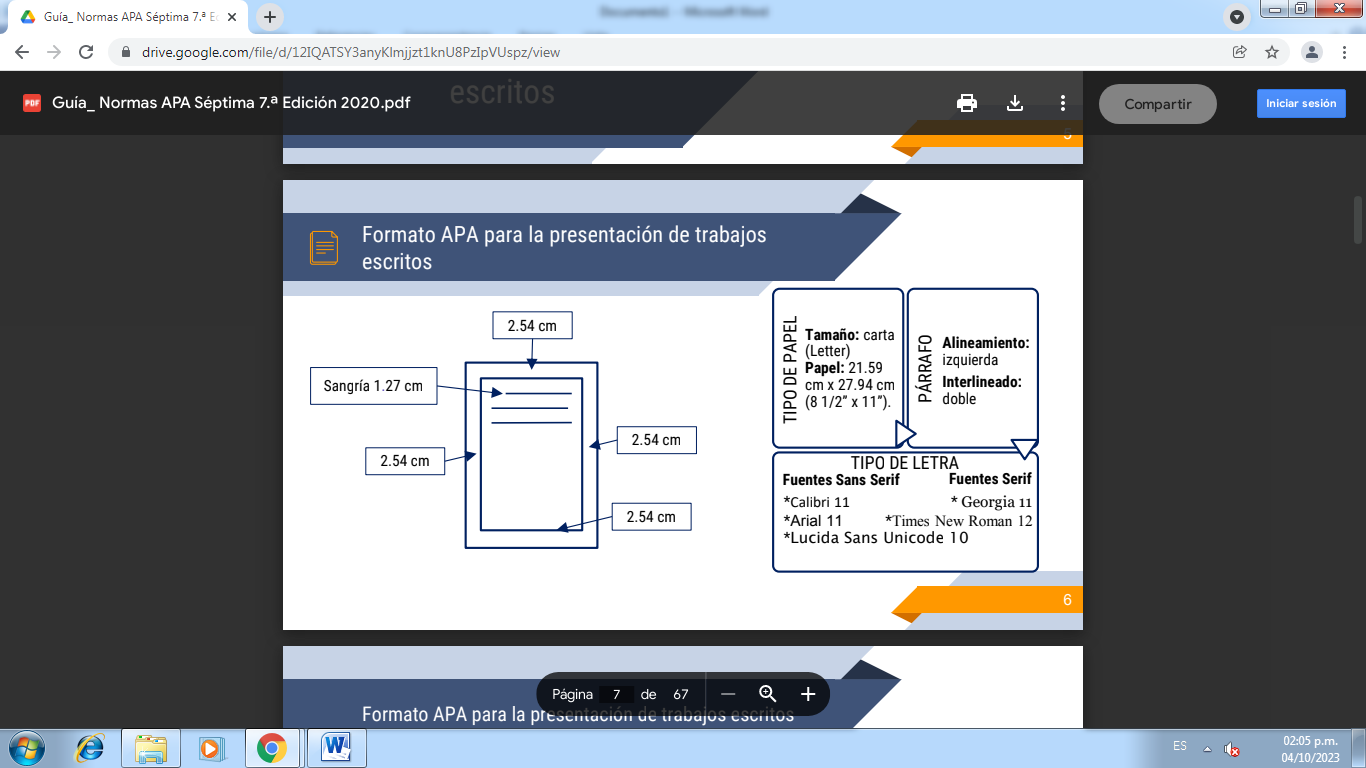 Guía_ Normas APA Séptima 7.ª Ed
Documento1 - Microsoft Word
drive.google.com/file/d/12IQATSY3anyKlmjjzt1knU8PzIpVUspz/view
PDF Guía_ Normas APA Séptima 7.ª Edición 2020.pdf
Compartir
Iniciar sesión
escritos
5
Formato APA para la presentación de trabajos
escritos
2.54 cm
Sangría 1.27 cm
2.54 cm
2.54 cm
2.54 cm
TIPO DE PAPEL
Tamaño: carta
(Letter)
Papel: 21.59
cm x 27.94 cm
(8 1/2” x 11”).
PÁRRAFO
Alineamiento:
izquierda
Interlineado:
doble
TIPO DE LETRA
Fuentes Sans Serif Fuentes Serif
*Calibri 11 * Georgia 11
*Arial 11 *Times New Roman 12
*Lucida Sans Unicode 10
6
Formato APA para la presentación de trabajos escritos
Página 7 de 67
ES
02:05 p.m.
04/10/2023